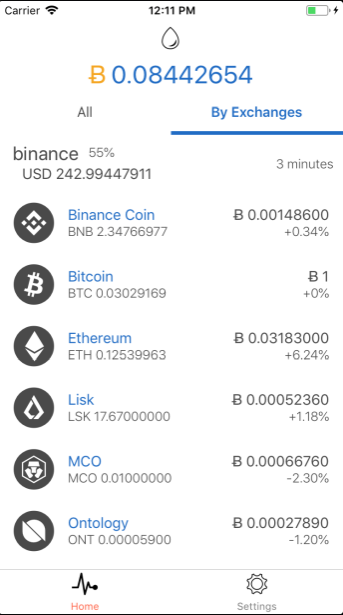 Carrier 12:11 PM
Ƀ 0.08442654
All By Exchanges
binance 55%
USD 242.99447911 3 minutes
Binance Coin Ƀ 0.00148600
BNB 2.34766977 +0.34%
Bitcoin Ƀ 1
BTC 0.03029169 +0%
Ethereum Ƀ 0.03183000
ETH 0.12539963 +6.24%
Lisk Ƀ 0.00052360
LSK 17.67000000 +1.18%
MCO Ƀ 0.00066760
MCO 0.01000000 -2.30%
Ontology Ƀ 0.00027890
ONT 0.00005900 -1.20%
Home Settings